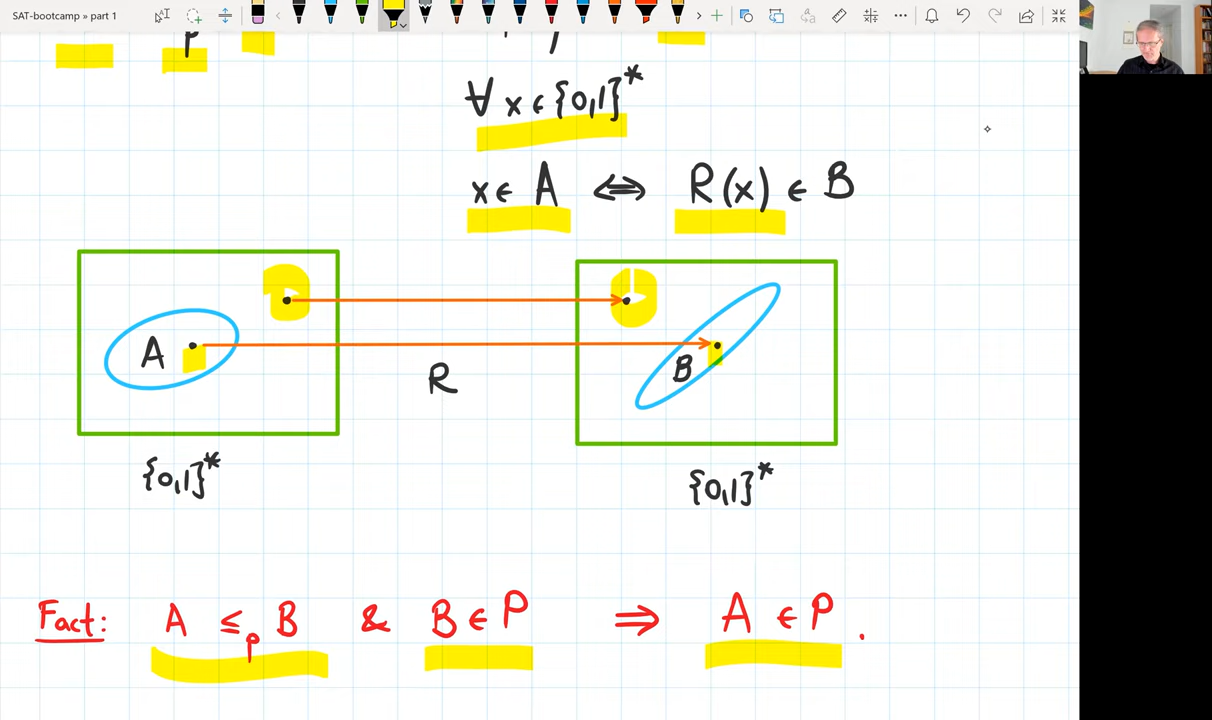 SAT-bootcamp » part 1
∀ x ∈ {0,1}*
x ∈ A ⇔ R(x) ∈ B
A
R
B
{0,1}*
{0,1}*
Fact: A ≤p B & B ∈ P ⇒ A ∈ P.